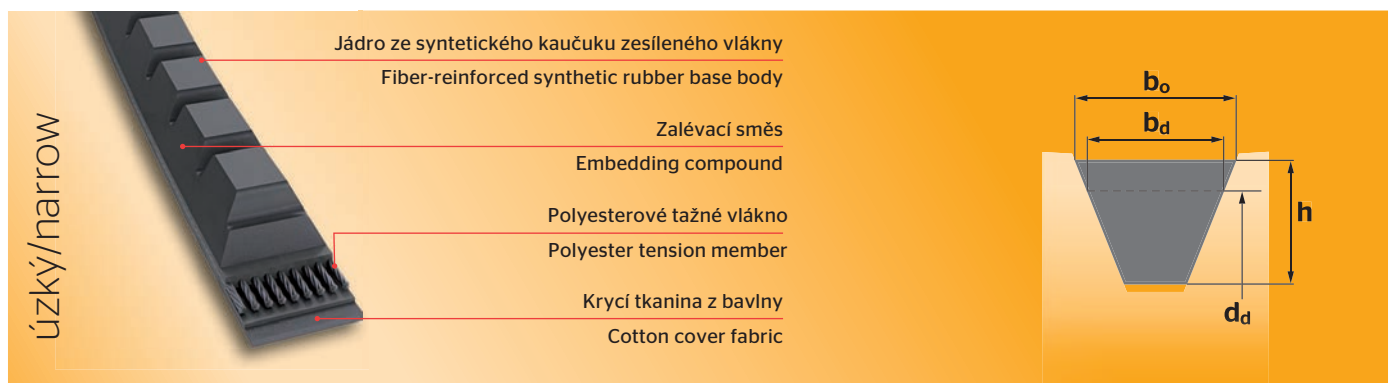 úzký/narrow
Jádro ze syntetického kaučuku zesíleného vlákny
Fiber-reinforced synthetic rubber base body
Zalévací směs
Embedding compound
Polyesterové tažné vlákno
Polyester tension member
Krycí tkanina z bavlny
Cotton cover fabric
bo
bd
h
dd